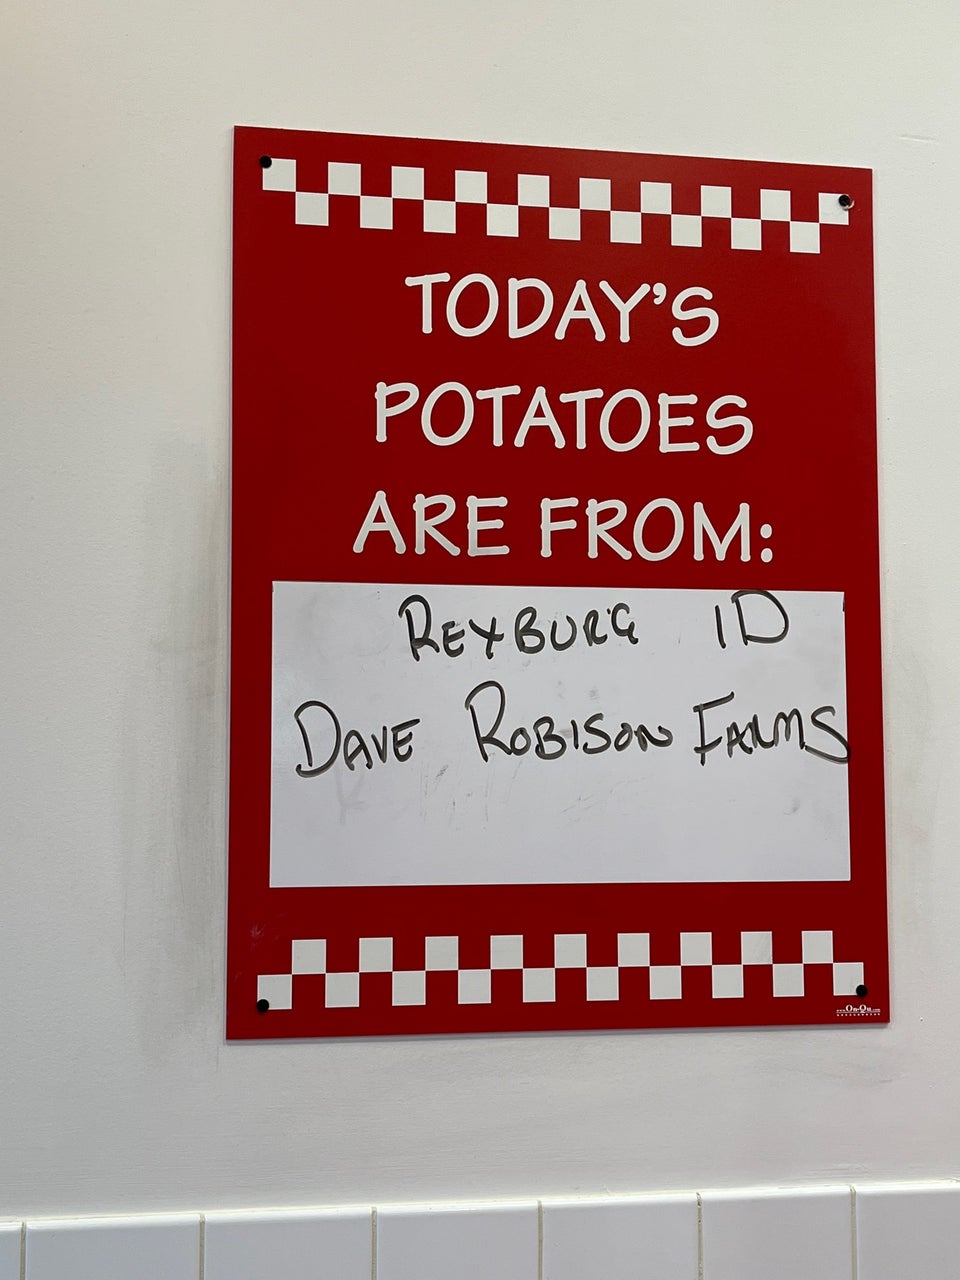 TODAY'S
POTATOES
ARE FROM:
REXBURG ID
DAVE ROBISON FARMS